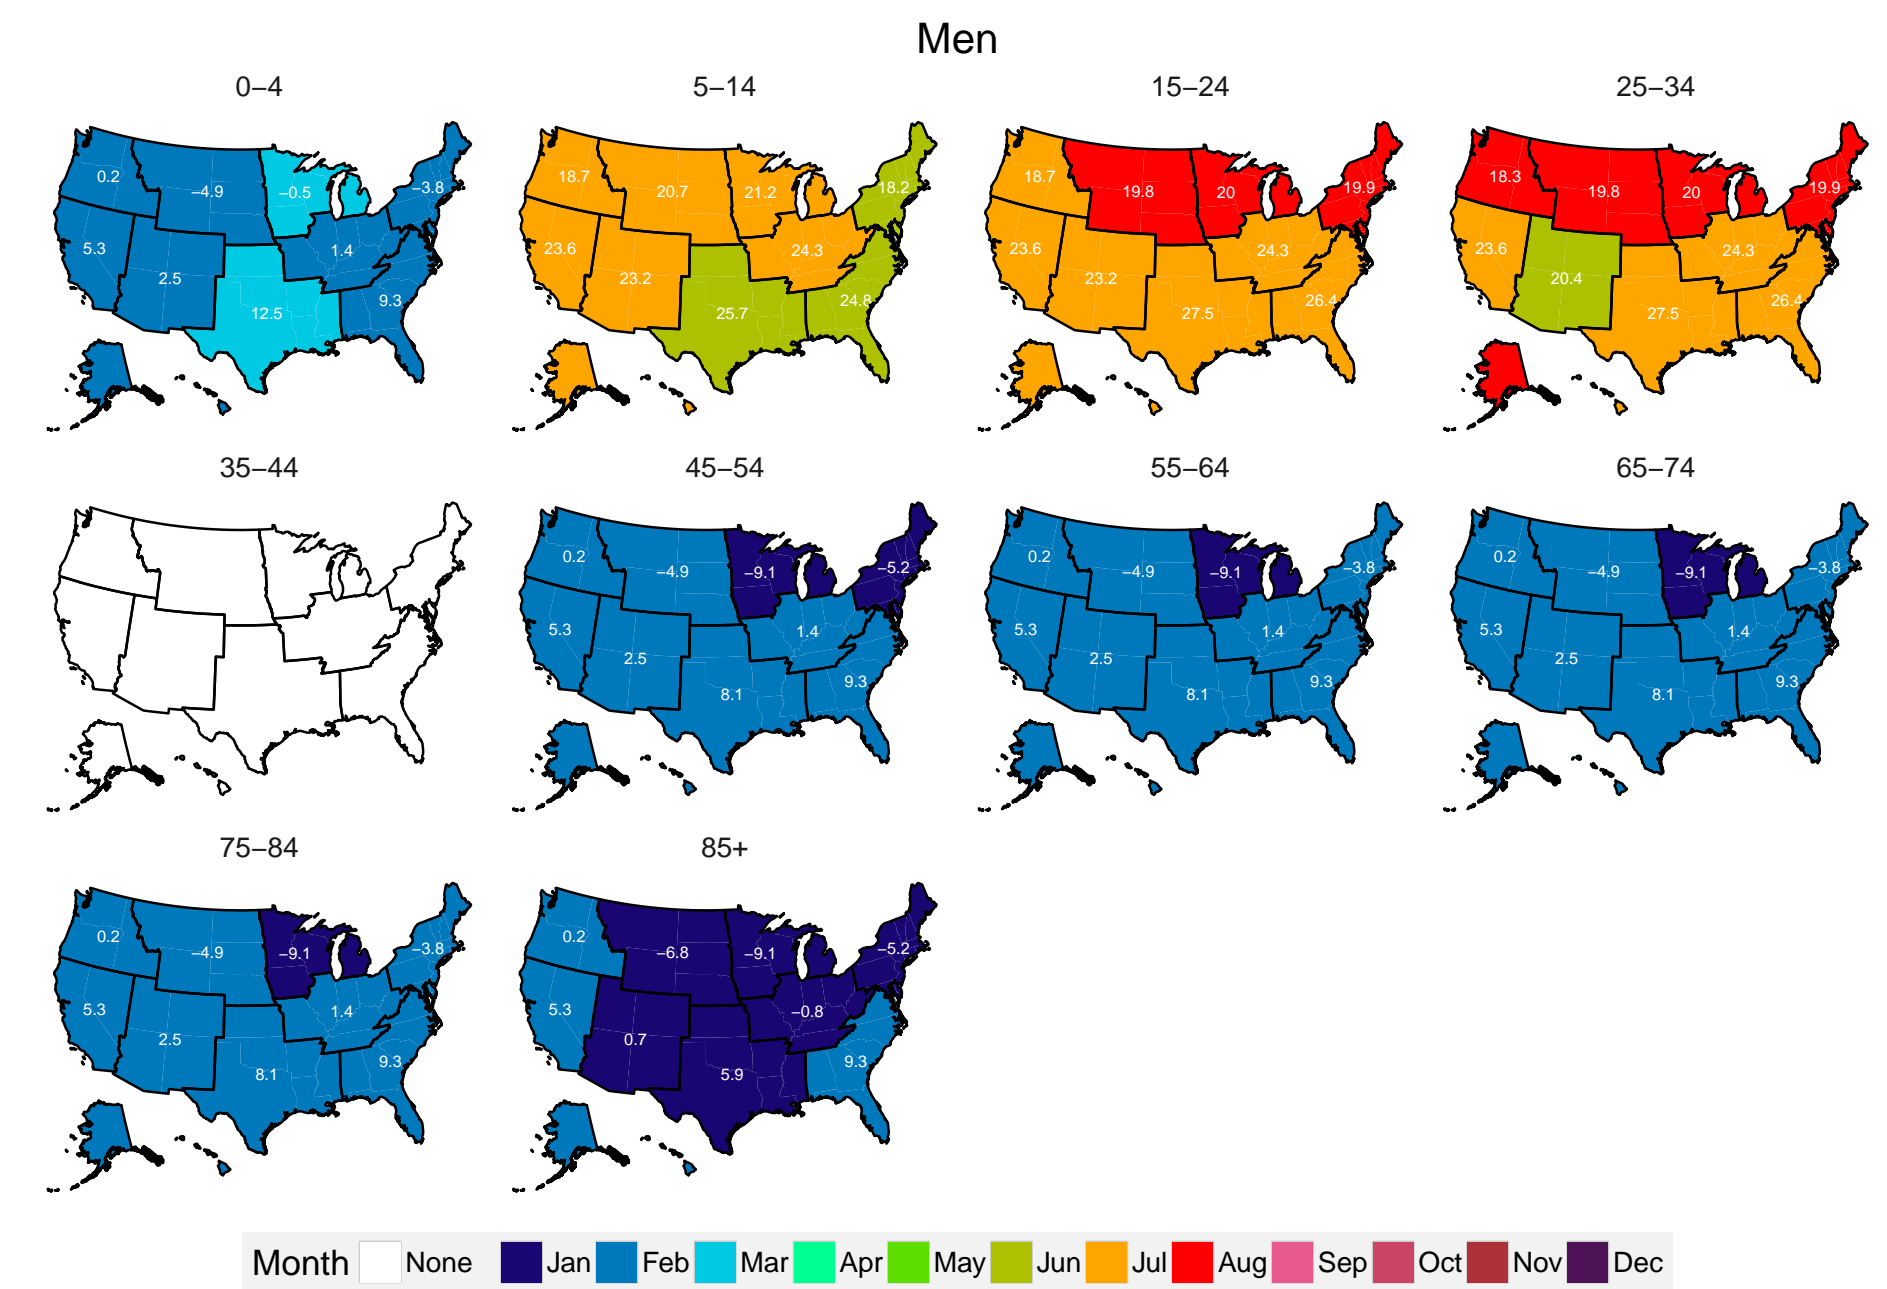 Men
0–4 5–14 15–24 25–34
0.2 –4.9 –0.5 –3.8 18.7 20.7 21.2 18.2 18.7 19.8 20 19.9 18.3 19.8 20 19.9
5.3 2.5 1.4 23.6 23.2 24.3 23.6 23.2 24.3 23.6 20.4 24.3
12.5 9.3 25.7 24.8 27.5 26.4 27.5 26.4
35–44 45–54 55–64 65–74
0.2 –4.9 –9.1 –5.2 0.2 –4.9 –9.1 –3.8 0.2 –4.9 –9.1 –3.8
5.3 2.5 1.4 5.3 2.5 1.4 5.3 2.5 1.4
8.1 9.3 8.1 9.3 8.1 9.3
75–84 85+
0.2 –4.9 –9.1 –3.8 0.2 –6.8 –9.1 –5.2
5.3 2.5 1.4 5.3 0.7 –0.8
8.1 9.3 5.9 9.3
Month None Jan Feb Mar Apr May Jun Jul Aug Sep Oct Nov Dec